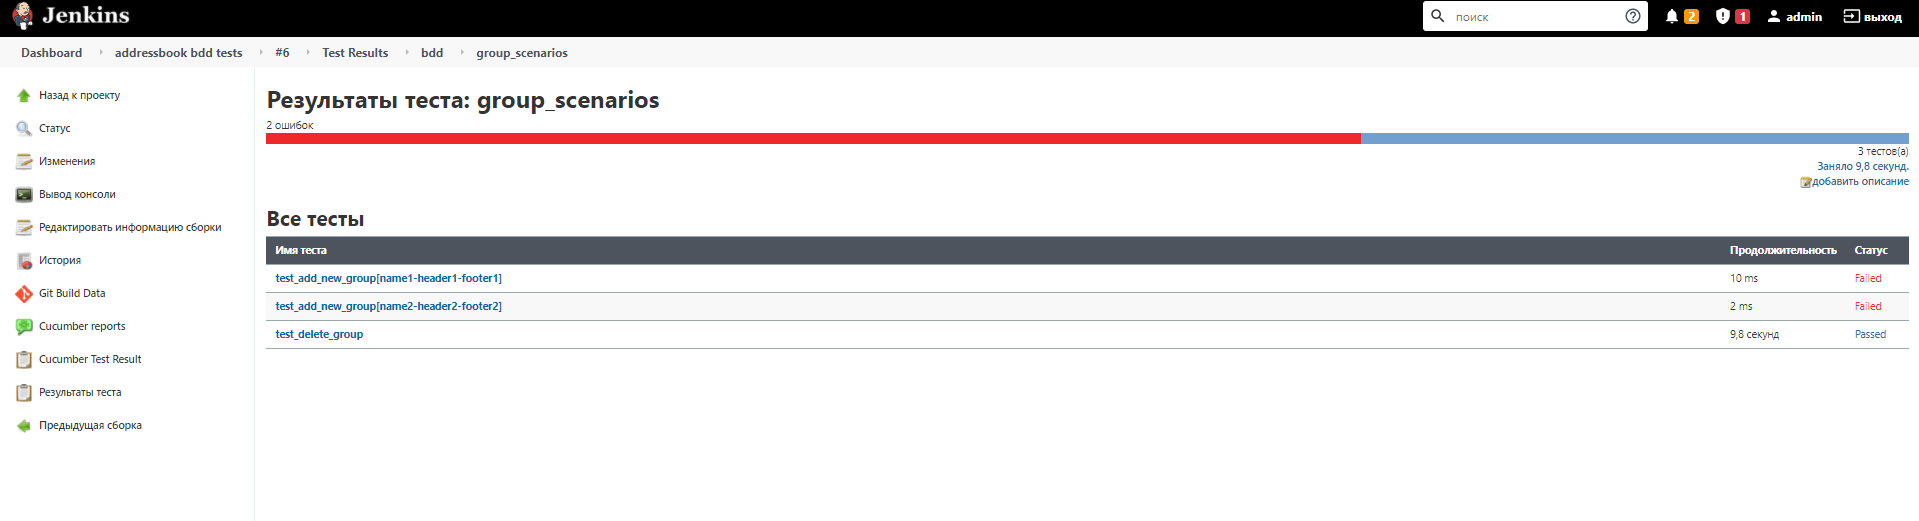 Jenkins
поиск
2
1
admin
выход
Dashboard
addressbook bdd tests
#6
Test Results
bdd
group_scenarios
Назад к проекту
Статус
Изменения
Вывод консоли
Редактировать информацию сборки
История
Git Build Data
Cucumber reports
Cucumber Test Result
Результаты теста
Предыдущая сборка
Результаты теста: group_scenarios
2 ошибок
3 тестов(а)
Заняло 9,8 секунд.
добавить описание
Все тесты
Имя теста Продолжительность Статус
test_add_new_group[name1-header1-footer1] 10 ms Failed
test_add_new_group[name2-header2-footer2] 2 ms Failed
test_delete_group 9,8 секунд Passed